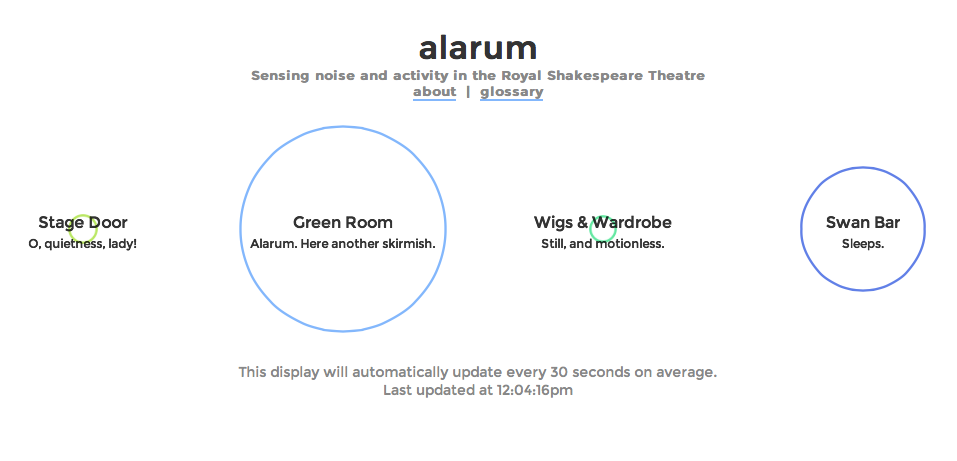 alarum
Sensing noise and activity in the Royal Shakespeare Theatre
about | glossary
Stage Door
O, quietness, lady!
Green Room
Alarum. Here another skirmish.
Wigs & Wardrobe
Still, and motionless.
Swan Bar
Sleeps.
This display will automatically update every 30 seconds on average.
Last updated at 12:04:16pm